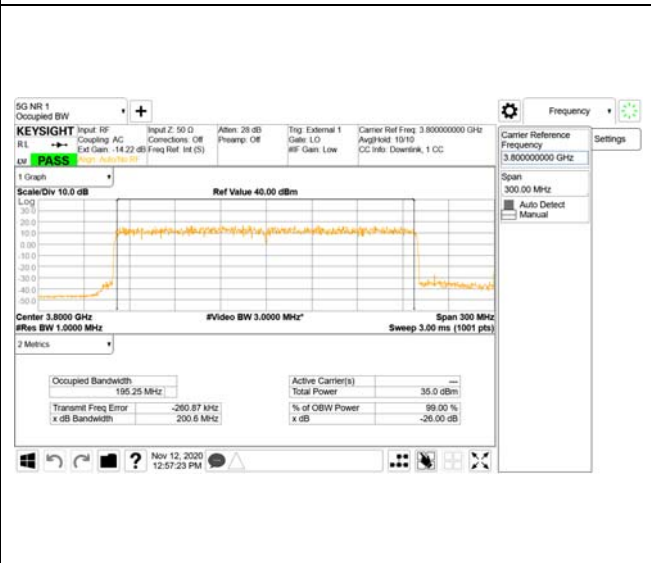 5G NR 1
Occupied BW
Frequency
KEYSIGHT
Input: RF
Input Z: 50 Ω
Atten: 28 dB
Trig: External 1
Carrier Ref Freq: 3.800000000 GHz
R L
Coupling: AC
Corrections: Off
Preamp: Off
Gate: LO
Avg|Hold: 10/10
Ext Gain: -14.22 dB
Freq Ref: Int (S)
#IF Gain: Low
CC Info: Downlink, 1 CC
PASS
Align: Auto/No RF
Carrier Reference
Frequency
3.800000000 GHz
Settings
Span
300.00 MHz
Auto Detect
Manual
1 Graph
Scale/Div 10.0 dB
Ref Value 40.00 dBm
Log
30.0
20.0
10.0
0.00
-10.0
-20.0
-30.0
-40.0
-50.0
Center 3.8000 GHz
#Video BW 3.0000 MHz*
Span 300 MHz
#Res BW 1.0000 MHz
Sweep 3.00 ms (1001 pts)
2 Metrics
Occupied Bandwidth
195.25 MHz
Active Carrier(s)
---
Total Power
35.0 dBm
Transmit Freq Error
-260.87 kHz
% of OBW Power
99.00 %
x dB Bandwidth
200.6 MHz
x dB
-26.00 dB
?
Nov 12, 2020
12:57:23 PM